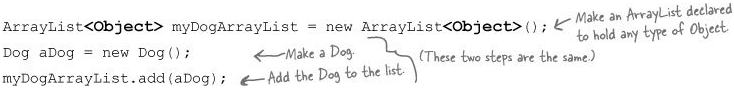 ArrayList<Object> myDogArrayList = new ArrayList<Object>();
Make an ArrayList declared
to hold any type of Object.
Dog aDog = new Dog();
Make a Dog.
(These two steps are the same.)
myDogArrayList.add(aDog);
Add the Dog to the list.